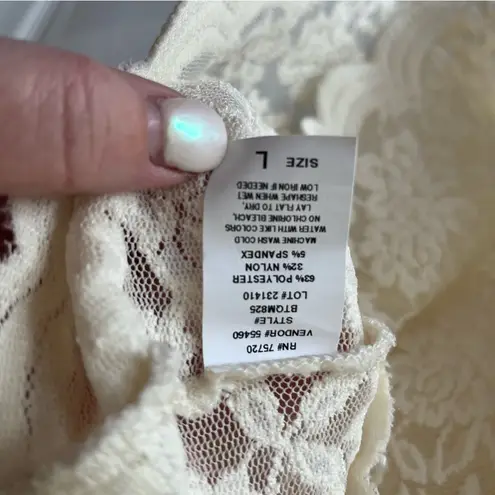 RN# 75720
VENDOR# 55460
STYLE#
BTQM825
LOT# 231410
63% POLYESTER
32% NYLON
5% SPANDEX
MACHINE WASH COLD
WATER WITH LIKE COLORS
NO CHLORINE BLEACH.
LAY FLAT TO DRY,
RESHAPE WHEN WET
LOW IRON IF NEEDED
SIZE L